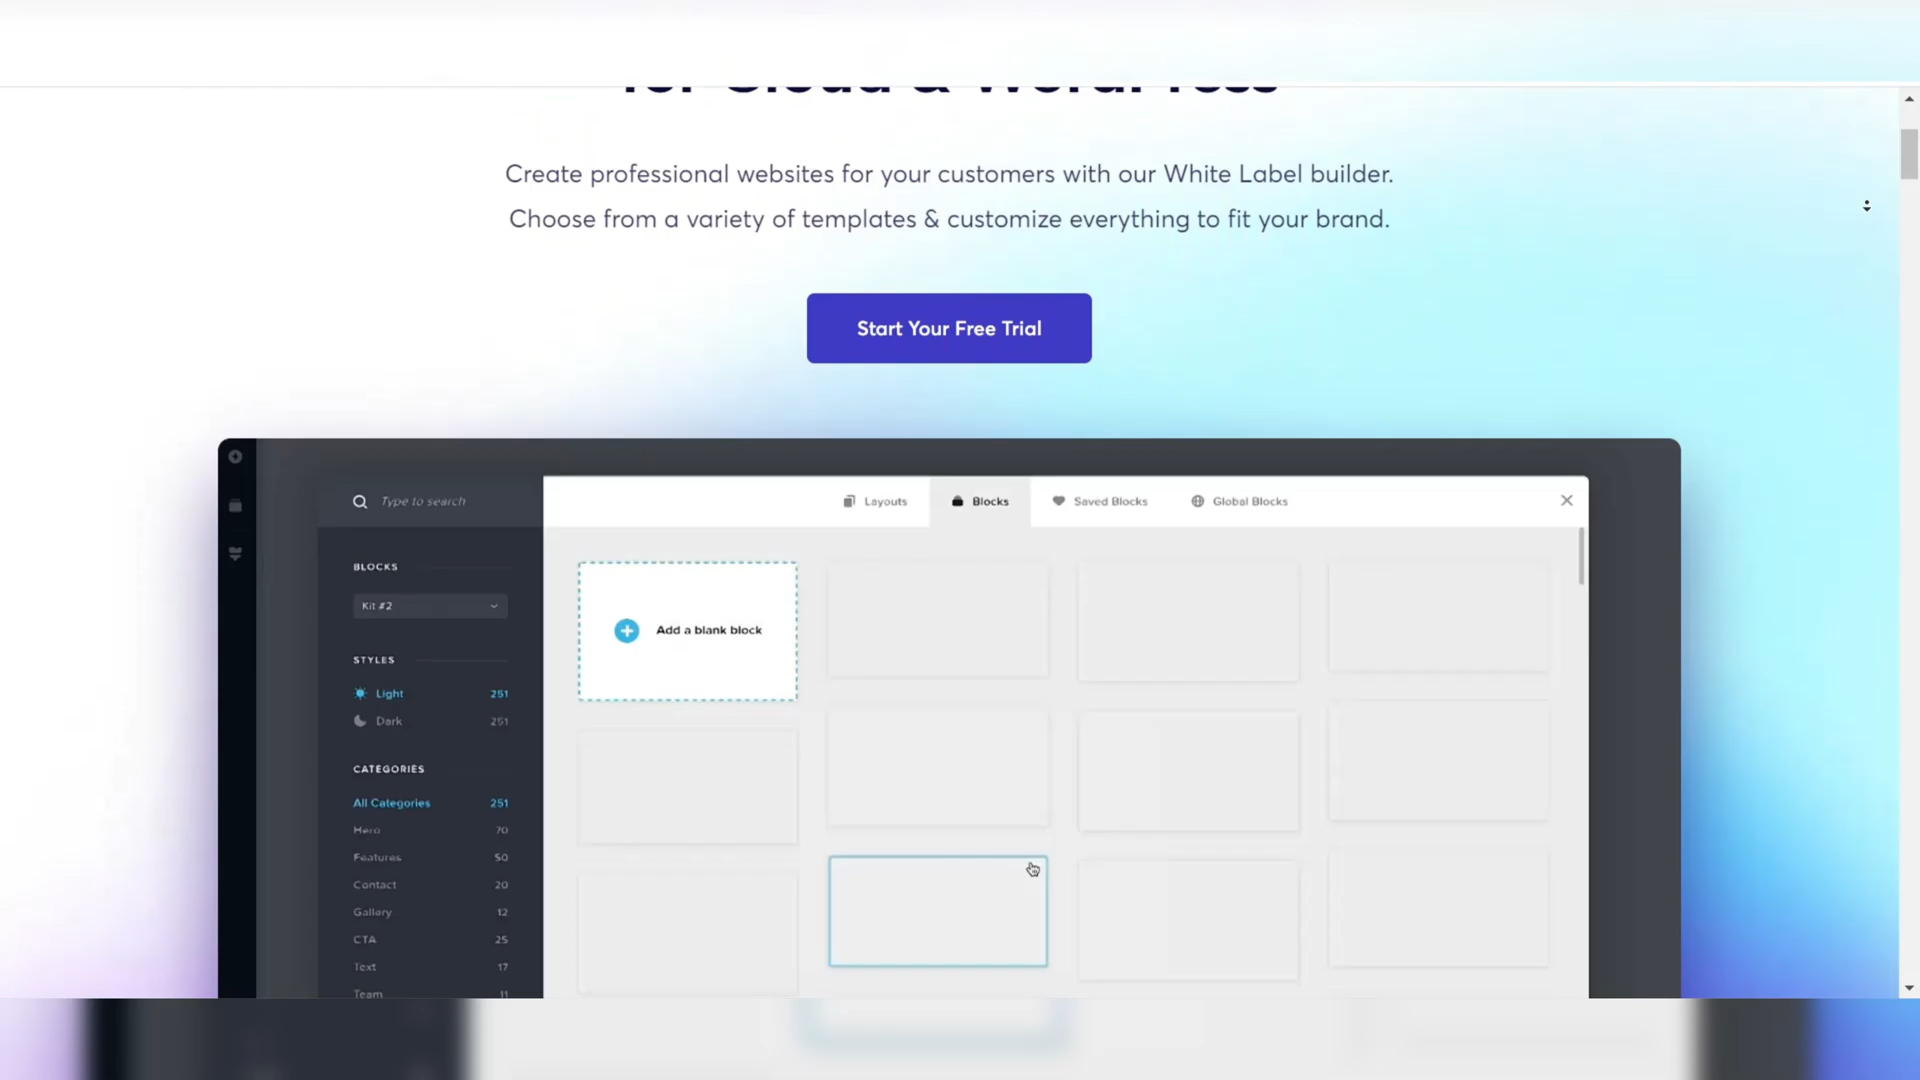 for Cloud & WordPress
Create professional websites for your customers with our White Label builder.
Choose from a variety of templates & customize everything to fit your brand.
Start Your Free Trial
Type to search
Layouts
Blocks
Saved Blocks
Global Blocks
BLOCKS
Kit #2
Add a blank block
STYLES
Light 251
Dark 251
CATEGORIES
All Categories 251
Hero 70
Features 50
Contact 20
Gallery 12
CTA 25
Text 17
Team 11